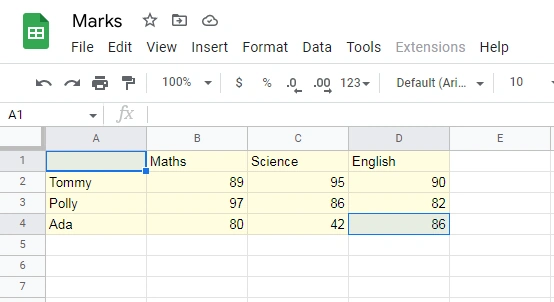 Marks
File Edit View Insert Format Data Tools Extensions Help
100% $ % .0 .00 123 Default (Ari... 10
A1 fx
A B C D E
1 Maths Science English
2 Tommy 89 95 90
3 Polly 97 86 82
4 Ada 80 42 86
5
6
7